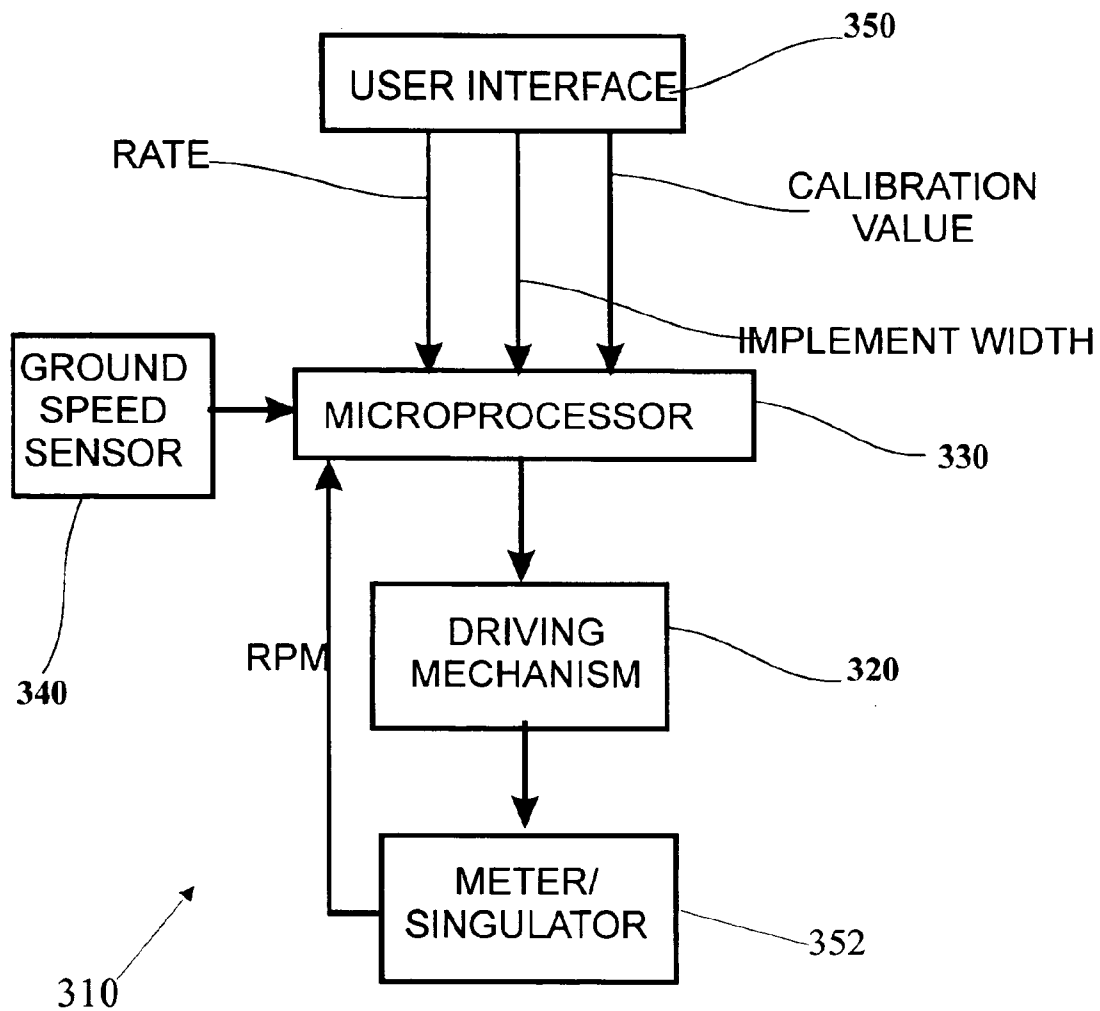 350
USER INTERFACE
RATE
CALIBRATION
VALUE
IMPLEMENT WIDTH
GROUND
SPEED
SENSOR
MICROPROCESSOR
330
340
RPM
DRIVING
MECHANISM
320
METER/
SINGULATOR
352
310